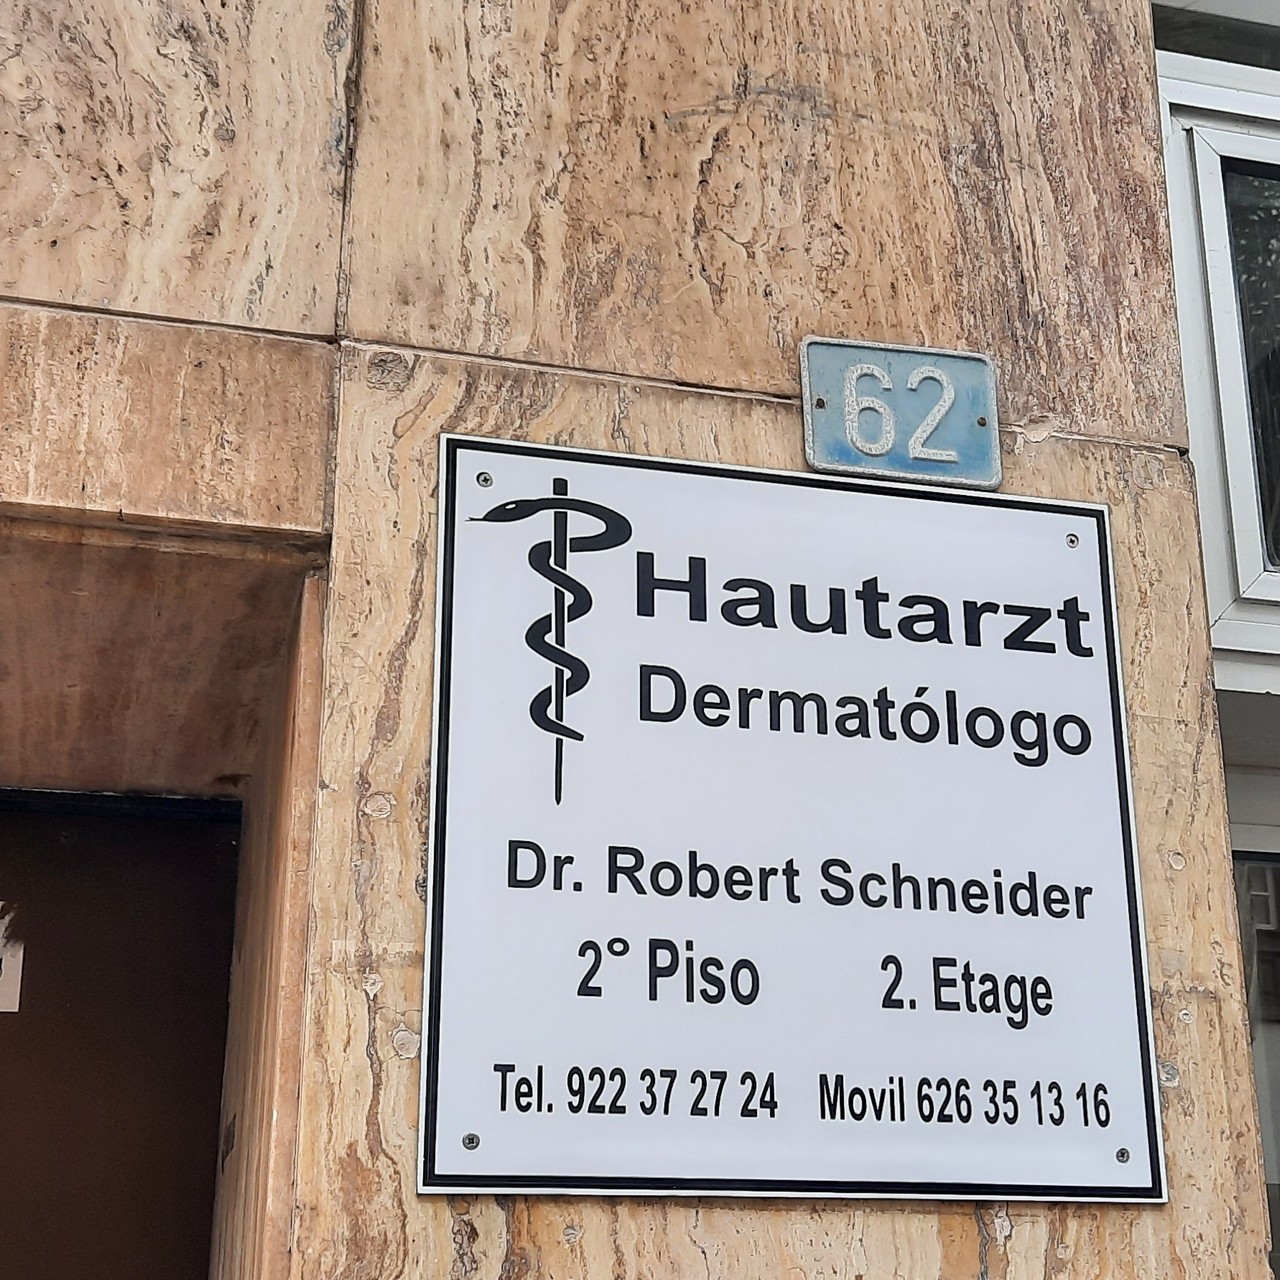 62
Hautarzt
Dermatólogo
Dr. Robert Schneider
2° Piso 2. Etage
Tel. 922 37 27 24 Movil 626 35 13 16